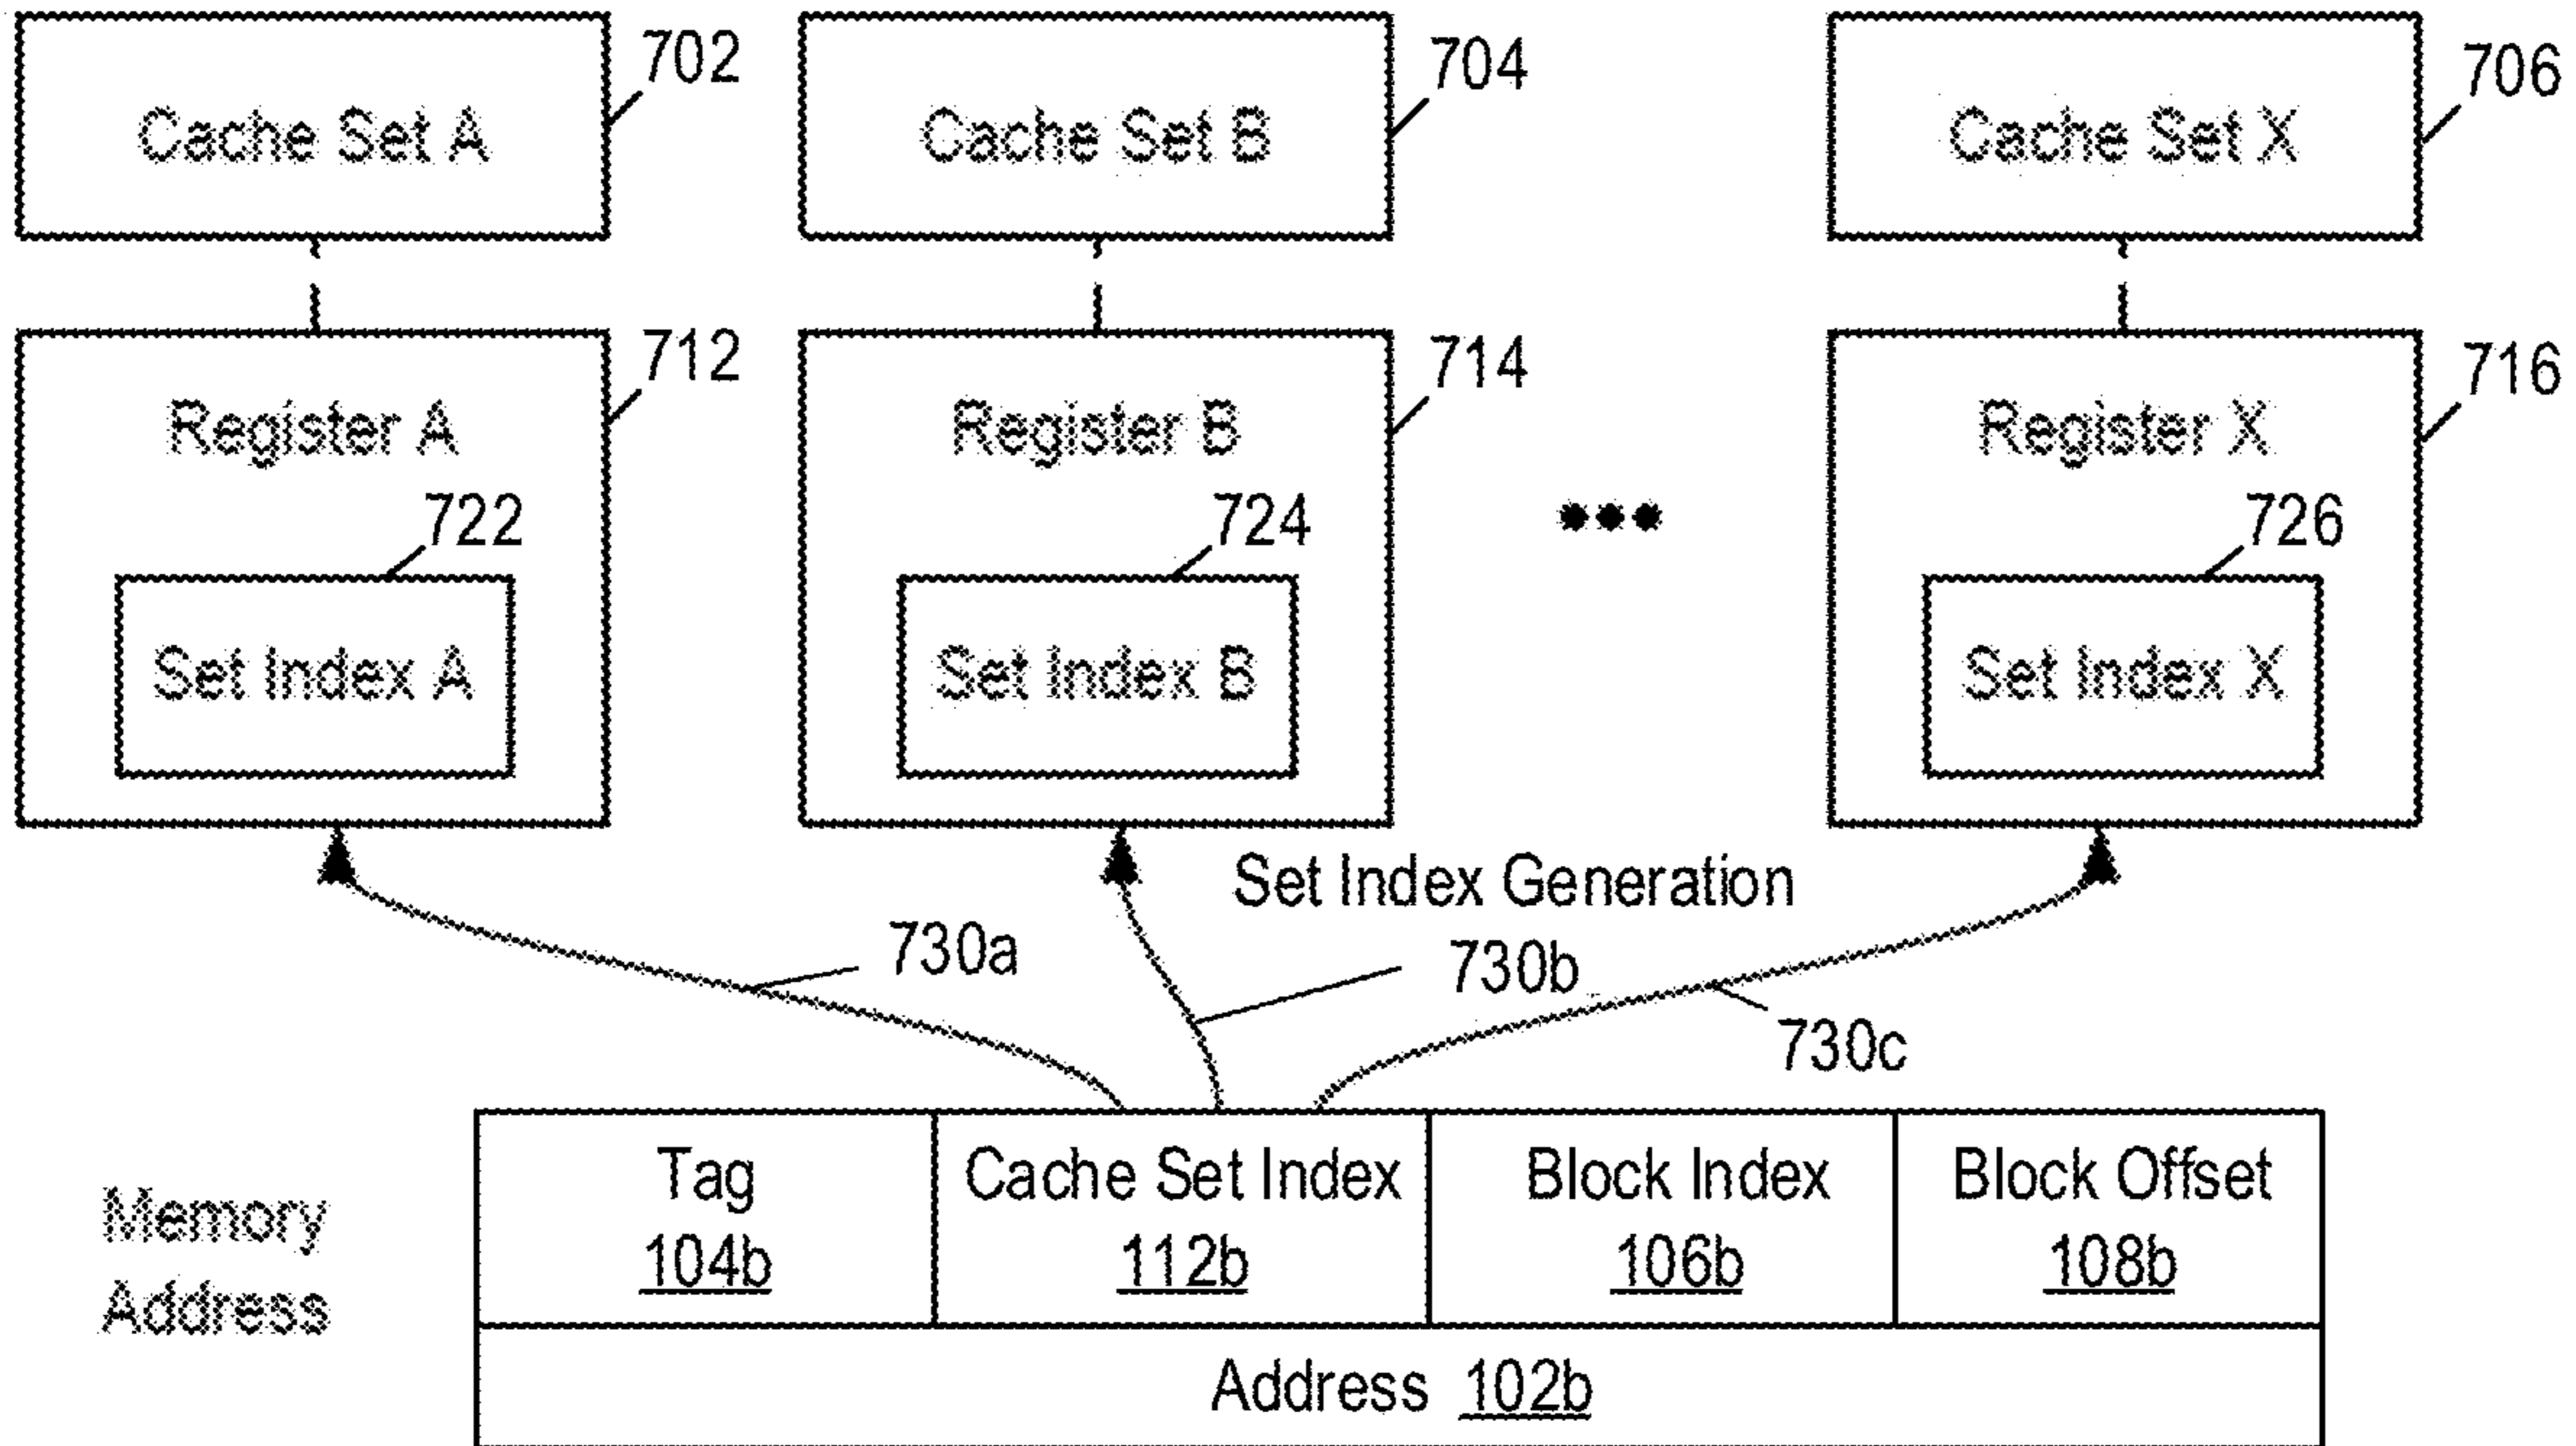 702
704
706
Cache Set A
Cache Set B
Cache Set X
712
714
716
Register A
Register B
Register X
722
724
726
Set Index A
Set Index B
Set Index X
Set Index Generation
730a
730b
730c
Memory
Address
Tag
104b
Cache Set Index
112b
Block Index
106b
Block Offset
108b
Address 102b